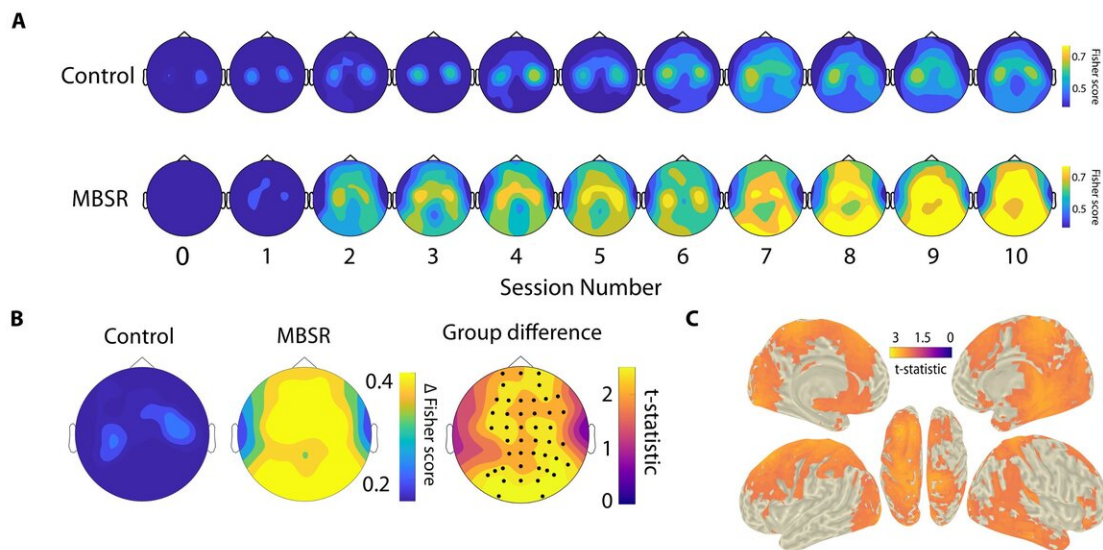 A
Control
0.7
0.5
Fisher score
MBSR
0.7
0.5
Fisher score
0 1 2 3 4 5 6 7 8 9 10
Session Number
B
Control
MBSR
Group difference
0.4
0.2
Δ Fisher score
2
1
0
t-statistic
C
3 1.5 0
t-statistic